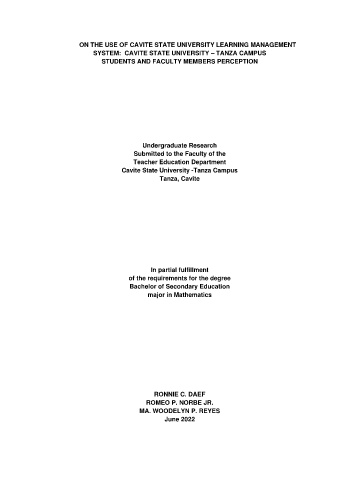 ON THE USE OF CAVITE STATE UNIVERSITY LEARNING MANAGEMENT
SYSTEM: CAVITE STATE UNIVERSITY – TANZA CAMPUS
STUDENTS AND FACULTY MEMBERS PERCEPTION
Undergraduate Research
Submitted to the Faculty of the
Teacher Education Department
Cavite State University -Tanza Campus
Tanza, Cavite
In partial fulfillment
of the requirements for the degree
Bachelor of Secondary Education
major in Mathematics
RONNIE C. DAEF
ROMEO P. NORBE JR.
MA. WOODELYN P. REYES
June 2022